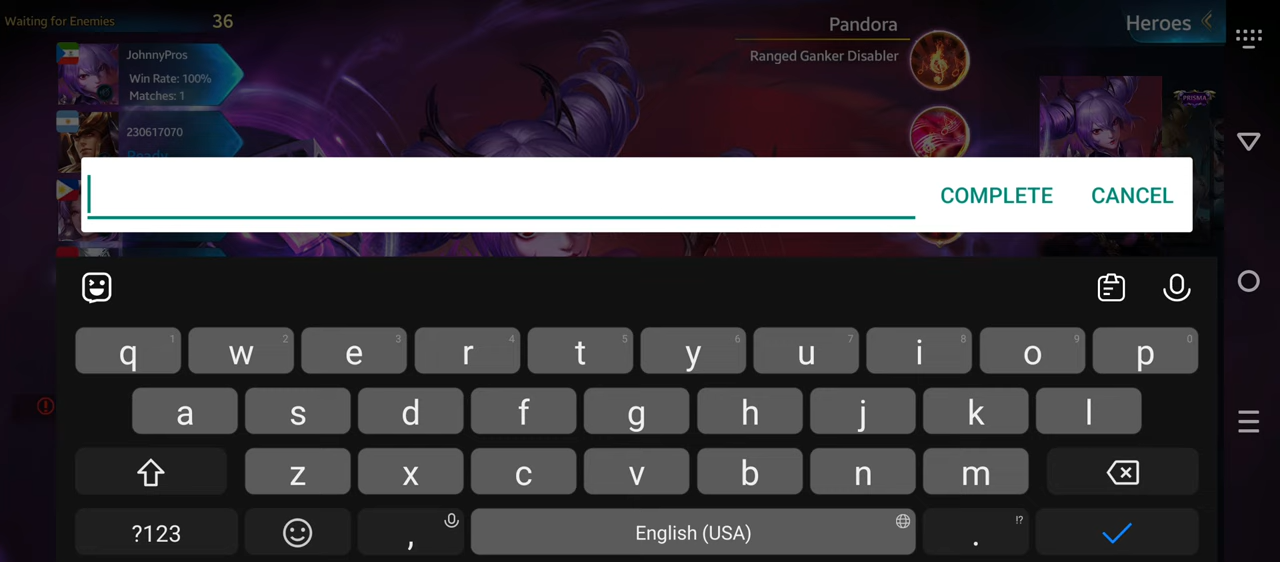 Waiting for Enemies 36
Pandora
Heroes
Ranged Ganker Disabler
JohnnyPros
Win Rate: 100%
Matches: 1
PRISMA
230617070
Ready
COMPLETE CANCEL
q 1 w 2 e 3 r 4 t 5 y 6 u 7 i 8 o 9 p 0
a s d f g h j k l
z x c v b n m
?123 , English (USA) . !?